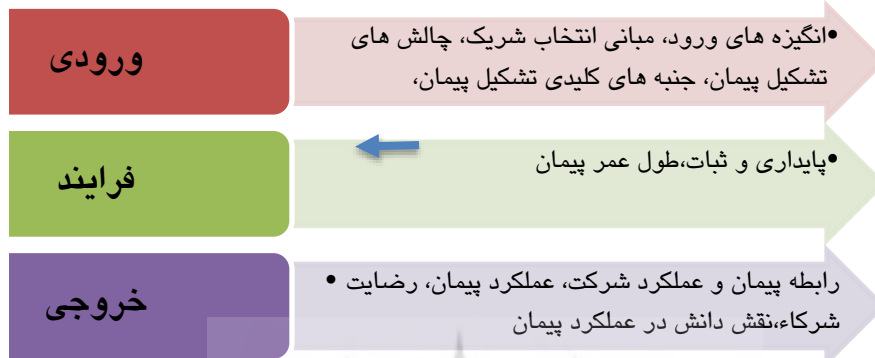 ورودی
•انگیزه های ورود، مبانی انتخاب شریک، چالش های
تشکیل پیمان، جنبه های کلیدی تشکیل پیمان،
فرایند
•پایداری و ثبات،طول عمر پیمان
خروجی
•رابطه پیمان و عملکرد شرکت، عملکرد پیمان، رضایت
شرکاء،نقش دانش در عملکرد پیمان